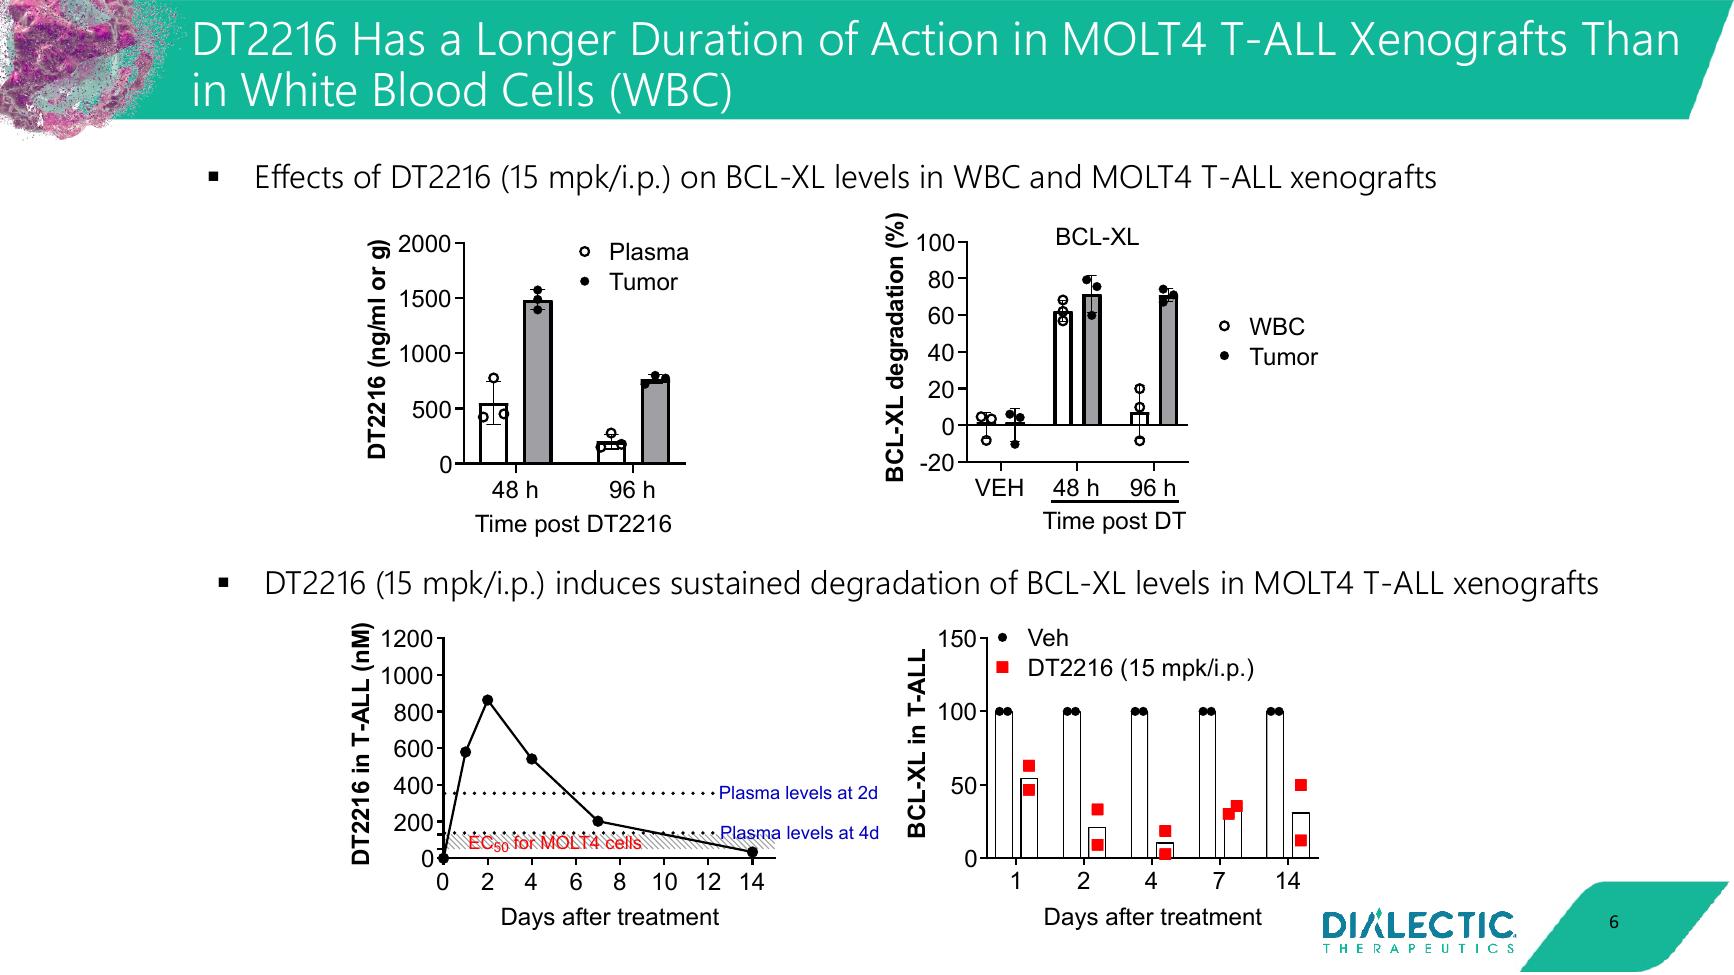 DT2216 Has a Longer Duration of Action in MOLT4 T-ALL Xenografts Than
in White Blood Cells (WBC)
▪ Effects of DT2216 (15 mpk/i.p.) on BCL-XL levels in WBC and MOLT4 T-ALL xenografts
DT2216 (ng/ml or g)
2000
1500
1000
500
0
Plasma
Tumor
48 h 96 h
Time post DT2216
BCL-XL degradation (%)
BCL-XL
100
80
60
40
20
0
-20
WBC
Tumor
VEH 48 h 96 h
Time post DT
▪ DT2216 (15 mpk/i.p.) induces sustained degradation of BCL-XL levels in MOLT4 T-ALL xenografts
DT2216 in T-ALL (nM)
1200
1000
800
600
400
200
0
Plasma levels at 2d
Plasma levels at 4d
EC50 for MOLT4 cells
0 2 4 6 8 10 12 14
Days after treatment
BCL-XL in T-ALL
150
100
50
0
Veh
DT2216 (15 mpk/i.p.)
1 2 4 7 14
Days after treatment
DIALECTIC
THERAPEUTICS
6